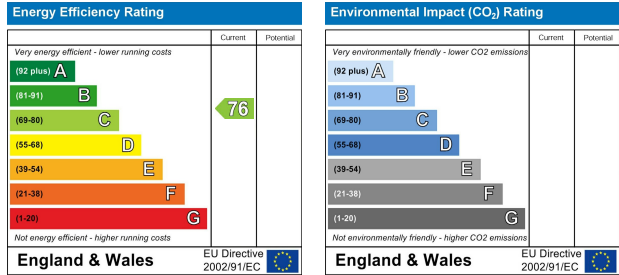 Energy Efficiency Rating
Current Potential
Very energy efficient - lower running costs
(92 plus) A
(81-91) B
(69-80) C
76
(55-68) D
(39-54) E
(21-38) F
(1-20) G
Not energy efficient - higher running costs
England & Wales
EU Directive
2002/91/EC
Environmental Impact (CO₂) Rating
Current Potential
Very environmentally friendly - lower CO2 emissions
(92 plus) A
(81-91) B
(69-80) C
(55-68) D
(39-54) E
(21-38) F
(1-20) G
Not environmentally friendly - higher CO2 emissions
England & Wales
EU Directive
2002/91/EC